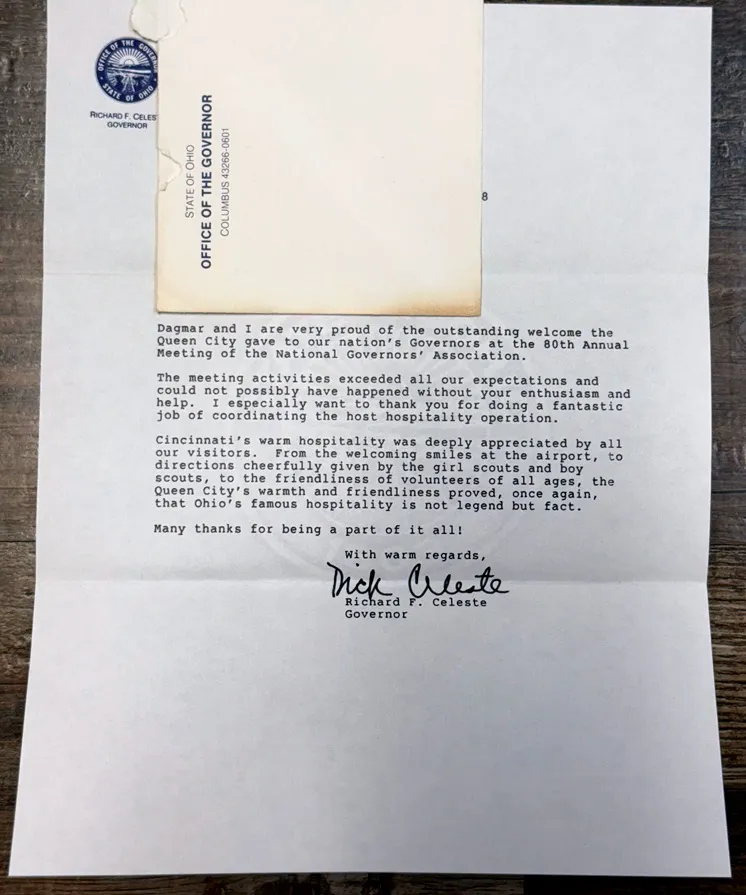 OFFICE OF THE GOVERNOR
STATE OF OHIO
RICHARD F. CELES
GOVERNOR
STATE OF OHIO
OFFICE OF THE GOVERNOR
COLUMBUS 43266-0601
8
Dagmar and I are very proud of the outstanding welcome the
Queen City gave to our nation's Governors at the 80th Annual
Meeting of the National Governors' Association.
The meeting activities exceeded all our expectations and
could not possibly have happened without your enthusiasm and
help.  I especially want to thank you for doing a fantastic
job of coordinating the host hospitality operation.
Cincinnati's warm hospitality was deeply appreciated by all
our visitors.  From the welcoming smiles at the airport, to
directions cheerfully given by the girl scouts and boy
scouts, to the friendliness of volunteers of all ages, the
Queen City's warmth and friendliness proved, once again,
that Ohio's famous hospitality is not legend but fact.
Many thanks for being a part of it all!
With warm regards,
Dick Celeste
Richard F. Celeste
Governor